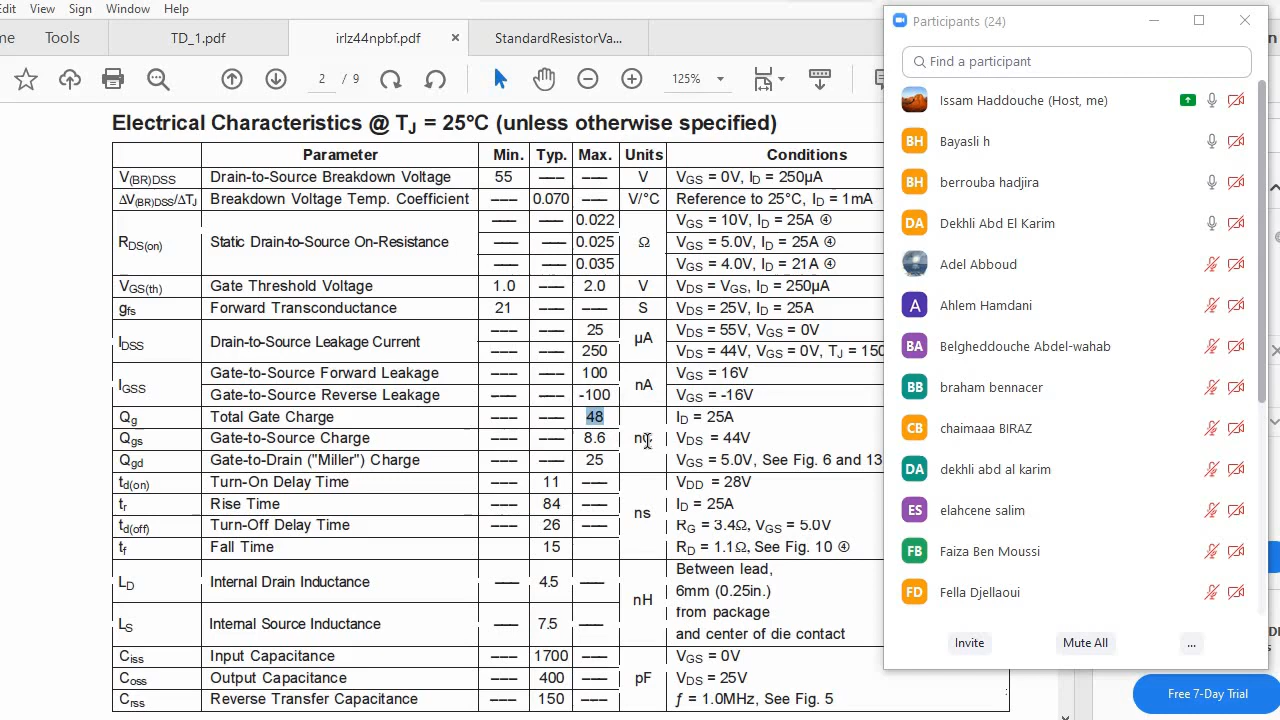 Edit View Sign Window Help
Tools TD_1.pdf irlz44npbf.pdf × StandardResistorVa...
2 / 9 125%
Electrical Characteristics @ TJ = 25°C (unless otherwise specified)
Parameter Min. Typ. Max. Units Conditions
V(BR)DSS Drain-to-Source Breakdown Voltage 55 ––– ––– V VGS = 0V, ID = 250µA
ΔV(BR)DSS/ΔTJ Breakdown Voltage Temp. Coefficient ––– 0.070 ––– V/°C Reference to 25°C, ID = 1mA
RDS(on) Static Drain-to-Source On-Resistance ––– ––– 0.022 Ω VGS = 10V, ID = 25A ④
––– ––– 0.025 VGS = 5.0V, ID = 25A ④
––– ––– 0.035 VGS = 4.0V, ID = 21A ④
VGS(th) Gate Threshold Voltage 1.0 ––– 2.0 V VDS = VGS, ID = 250µA
gfs Forward Transconductance 21 ––– ––– S VDS = 25V, ID = 25A
IDSS Drain-to-Source Leakage Current ––– ––– 25 µA VDS = 55V, VGS = 0V
––– ––– 250 VDS = 44V, VGS = 0V, TJ = 150
IGSS Gate-to-Source Forward Leakage ––– ––– 100 nA VGS = 16V
Gate-to-Source Reverse Leakage ––– ––– -100 VGS = -16V
Qg Total Gate Charge ––– ––– 48 ID = 25A
Qgs Gate-to-Source Charge ––– ––– 8.6 nC VDS = 44V
Qgd Gate-to-Drain ("Miller") Charge ––– ––– 25 VGS = 5.0V, See Fig. 6 and 13
td(on) Turn-On Delay Time ––– 11 ––– VDD = 28V
tr Rise Time ––– 84 ––– ns ID = 25A
td(off) Turn-Off Delay Time ––– 26 ––– RG = 3.4Ω, VGS = 5.0V
tf Fall Time 15 ––– RD = 1.1Ω, See Fig. 10 ④
LD Internal Drain Inductance ––– 4.5 ––– nH Between lead,
6mm (0.25in.)
LS Internal Source Inductance ––– 7.5 ––– from package
and center of die contact
Ciss Input Capacitance ––– 1700 ––– VGS = 0V
Coss Output Capacitance ––– 400 ––– pF VDS = 25V
Crss Reverse Transfer Capacitance ––– 150 ––– ƒ = 1.0MHz, See Fig. 5
Participants (24)
Find a participant
Issam Haddouche (Host, me)
BH Bayasli h
BH berrouba hadjira
DA Dekhli Abd El Karim
Adel Abboud
A Ahlem Hamdani
BA Belgheddouche Abdel-wahab
BB braham bennacer
CB chaimaaa BIRAZ
DA dekhli abd al karim
ES elahcene salim
FB Faiza Ben Moussi
FD Fella Djellaoui
Invite Mute All ...
Free 7-Day Trial